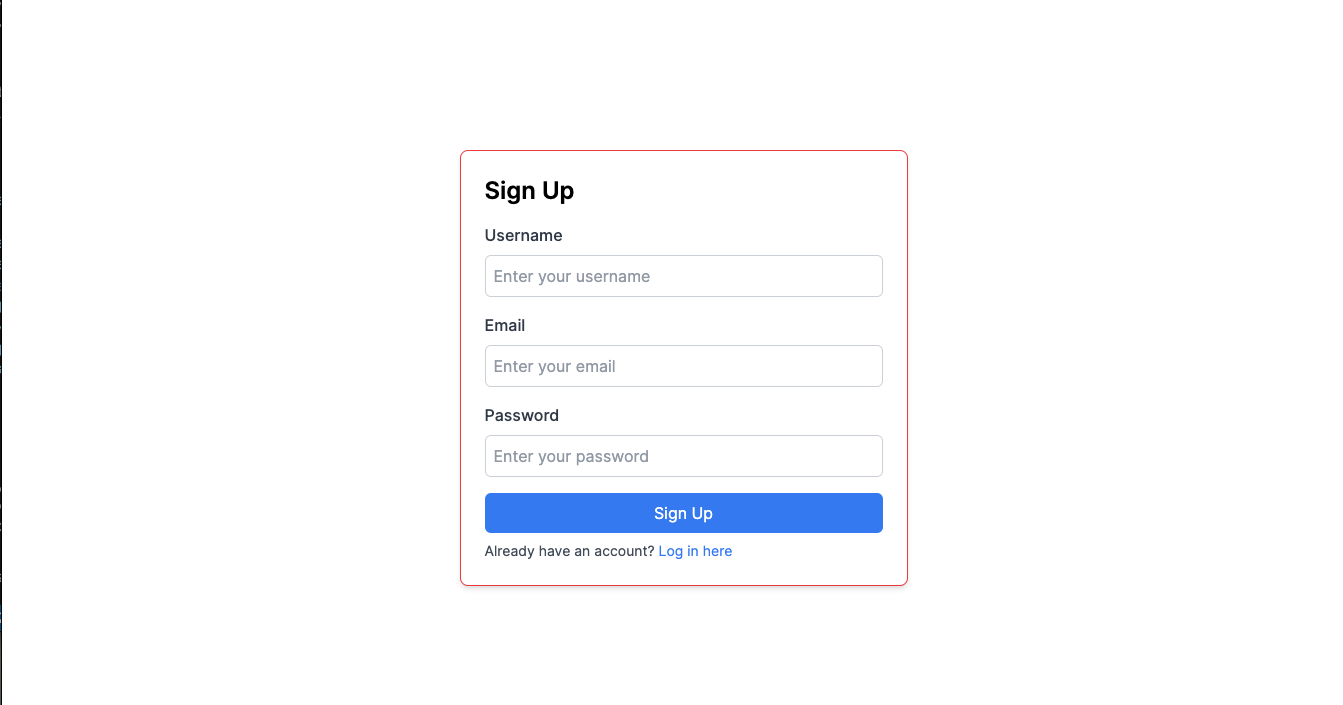 Sign Up
Username
Enter your username
Email
Enter your email
Password
Enter your password
Sign Up
Already have an account? Log in here